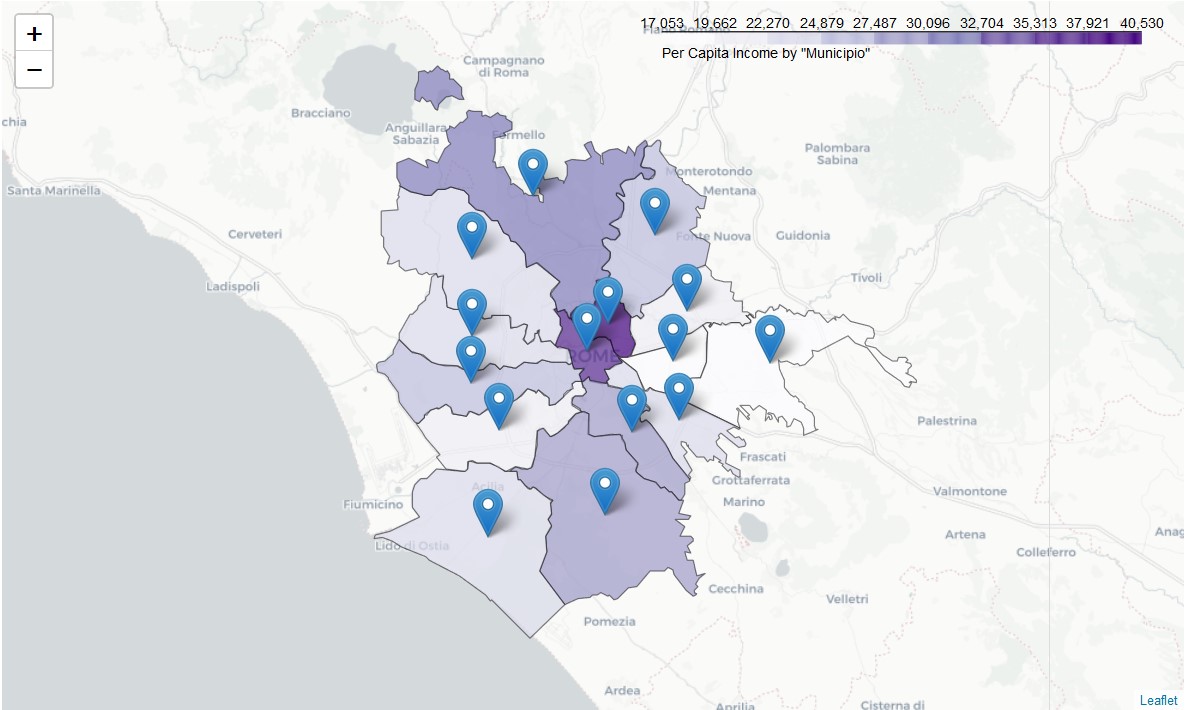 +
−
17,053 19,662 22,270 24,879 27,487 30,096 32,704 35,313 37,921 40,530
Per Capita Income by "Municipio"
Campagnano
di Roma
Bracciano
chia
Anguillara
Sabazia
Formello
Palombara
Sabina
Monterotondo
Mentana
Santa Marinella
Cerveteri
Fonte Nuova
Guidonia
Ladispoli
Tivoli
ROME
Palestrina
Frascati
Grottaferrata
Acilia
Valmontone
Marino
Fiumicino
Artena
Anag
Lido di Ostia
Colleferro
Cecchina
Velletri
Pomezia
Ardea
Aprilia
Cisterna di
Leaflet